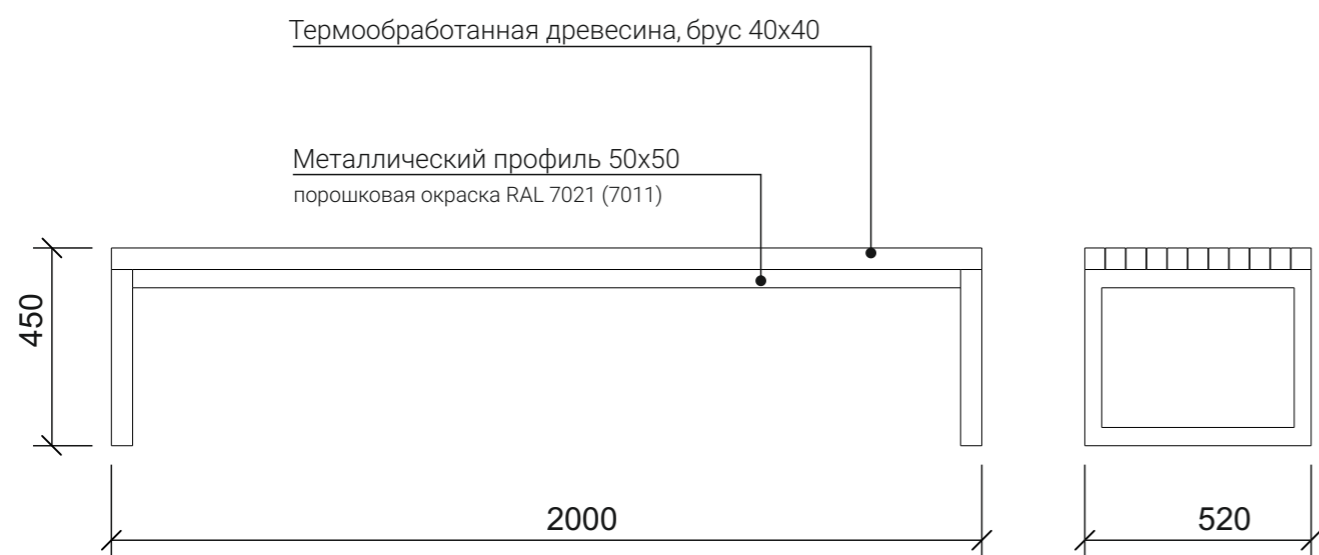 Термообработанная древесина, брус 40x40
Металлический профиль 50x50
порошковая окраска RAL 7021 (7011)
450
2000
520